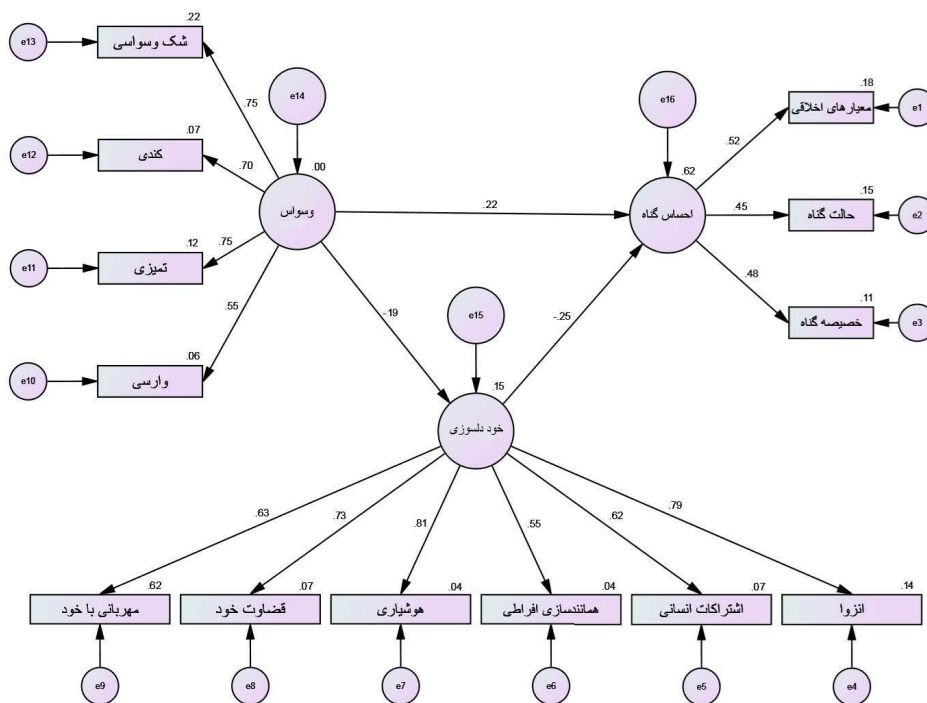 .22
e13
شک وسواسی
.18
e14
e16
معیارهای اخلاقی
e1
.75
.52
.07
e12
کندی
.70
.00
.62
.15
وسواس
.22
احساس گناه
.45
حالت گناه
e2
.12
.75
e11
تمیزی
.48
.55
-.19
e15
-.25
.11
خصیصه گناه
e3
.06
e10
وارسی
.15
خود دلسوزی
.63
.73
.81
.55
.62
.79
.62
.07
.04
.04
.07
.14
مهربانی با خود
قضاوت خود
هوشیاری
همانندسازی افراطی
اشتراکات انسانی
انزوا
e9
e8
e7
e6
e5
e4